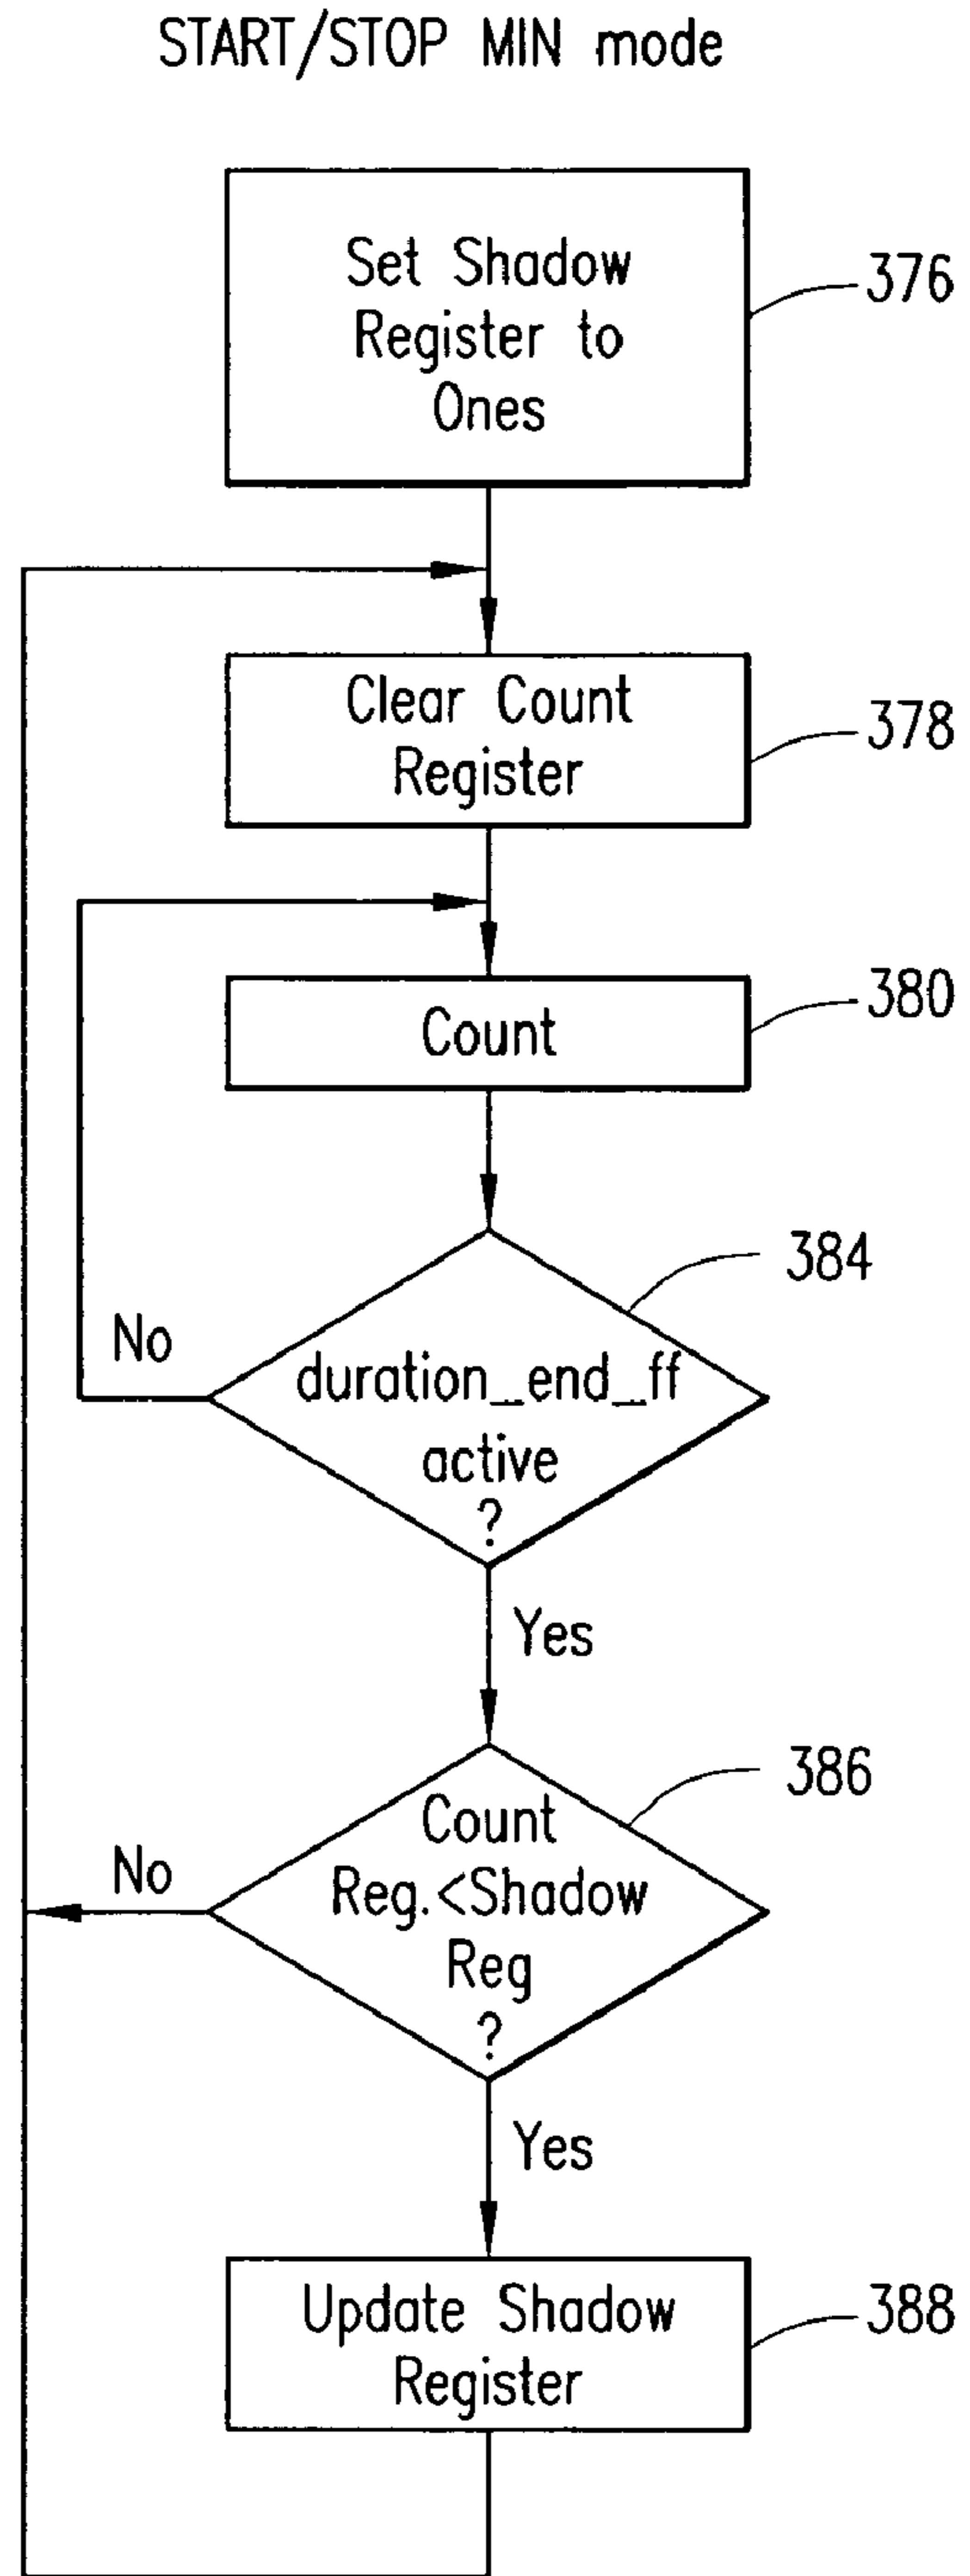 START/STOP MIN mode
Set Shadow
Register to
Ones
376
Clear Count
Register
378
Count
380
384
No
duration_end_ff
active
?
Yes
386
No
Count
Reg.<Shadow
Reg
?
Yes
Update Shadow
Register
388